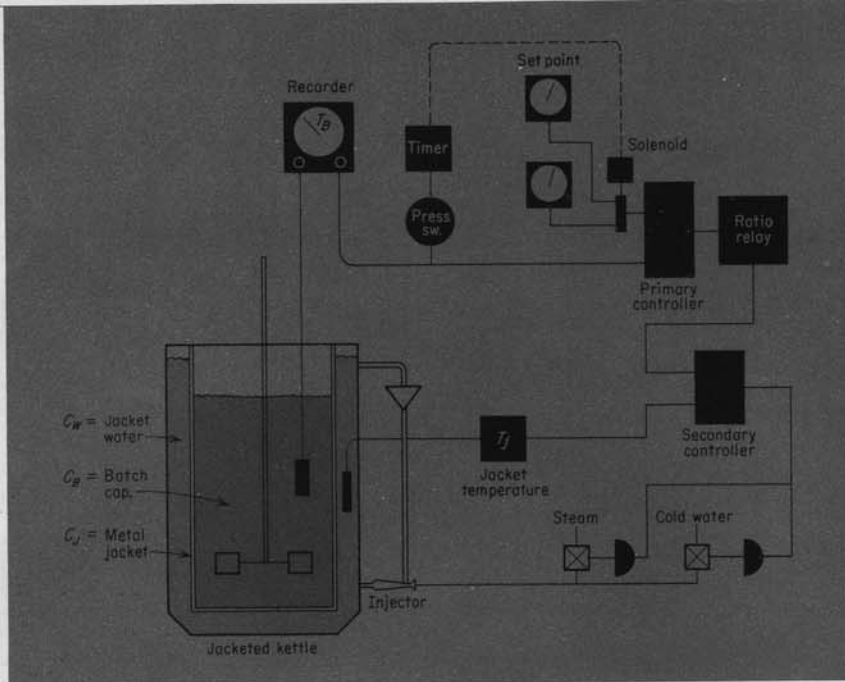 Recorder
T_B
Timer
Press
sw.
Set point
Solenoid
Ratio
relay
Primary
controller
Secondary
controller
T_j
Jacket
temperature
Steam
Cold water
C_W = Jacket
water
C_B = Batch
cap.
C_J = Metal
jacket
Injector
Jacketed kettle